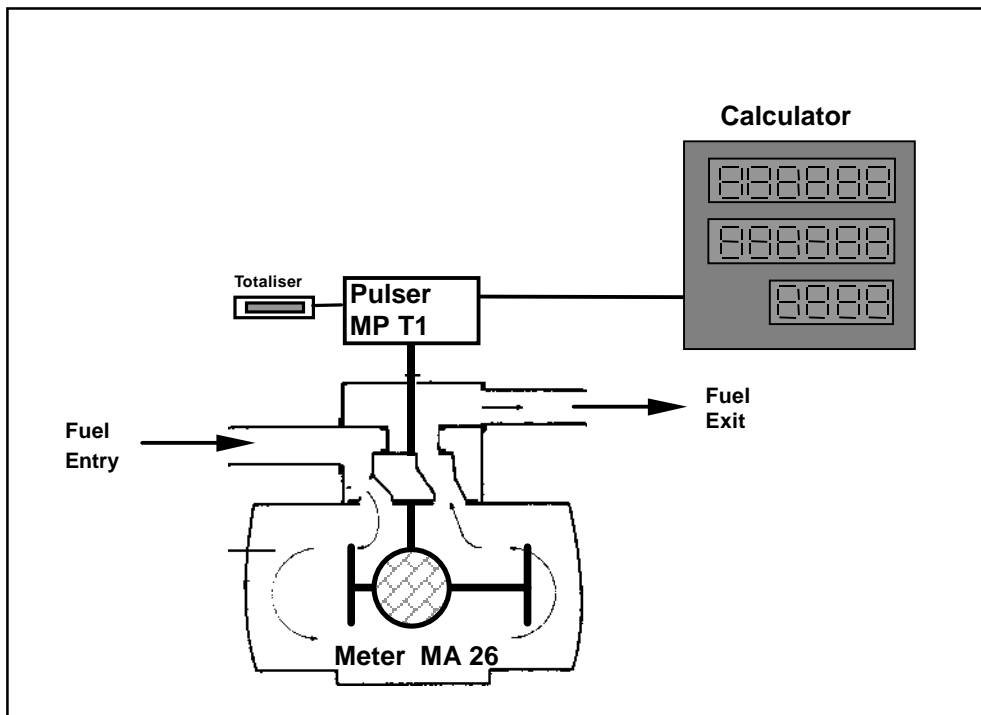 Calculator
Totaliser
Pulser
MP T1
Fuel
Exit
Fuel
Entry
Meter MA 26